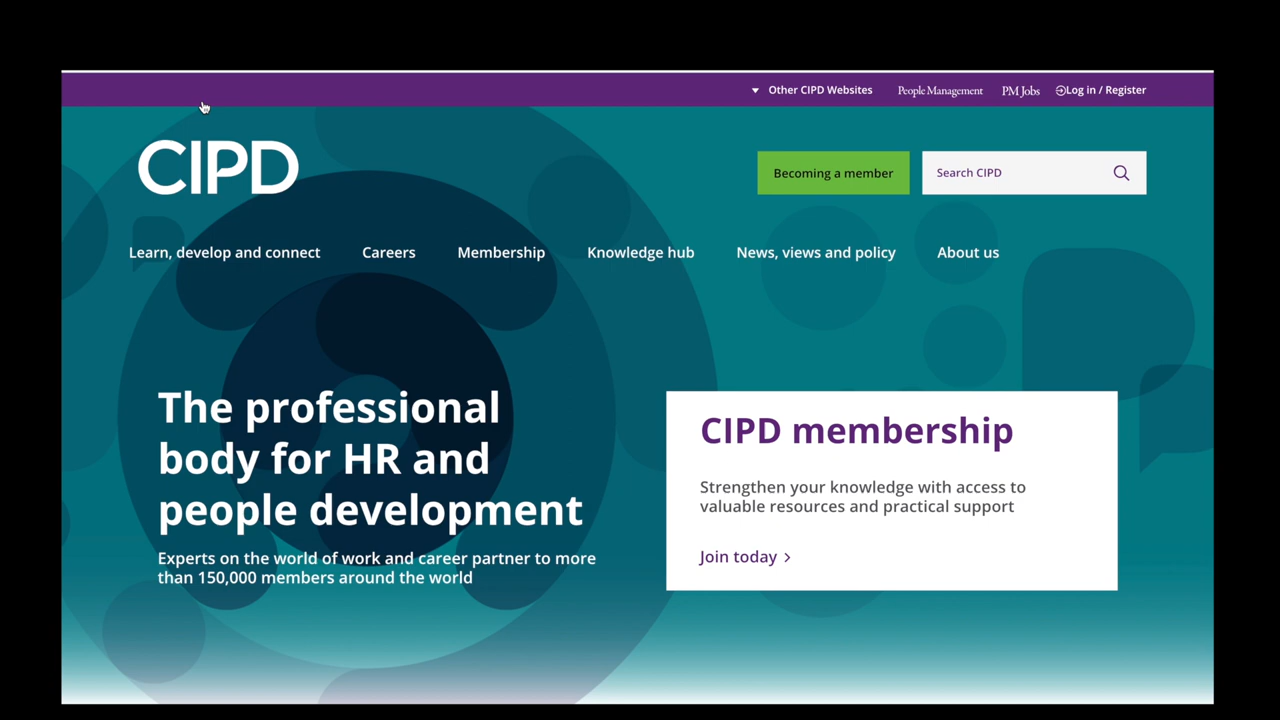 Other CIPD Websites People Management PM Jobs Log in / Register
CIPD
Becoming a member
Search CIPD
Learn, develop and connect Careers Membership Knowledge hub News, views and policy About us
The professional
body for HR and
people development
Experts on the world of work and career partner to more
than 150,000 members around the world
CIPD membership
Strengthen your knowledge with access to
valuable resources and practical support
Join today